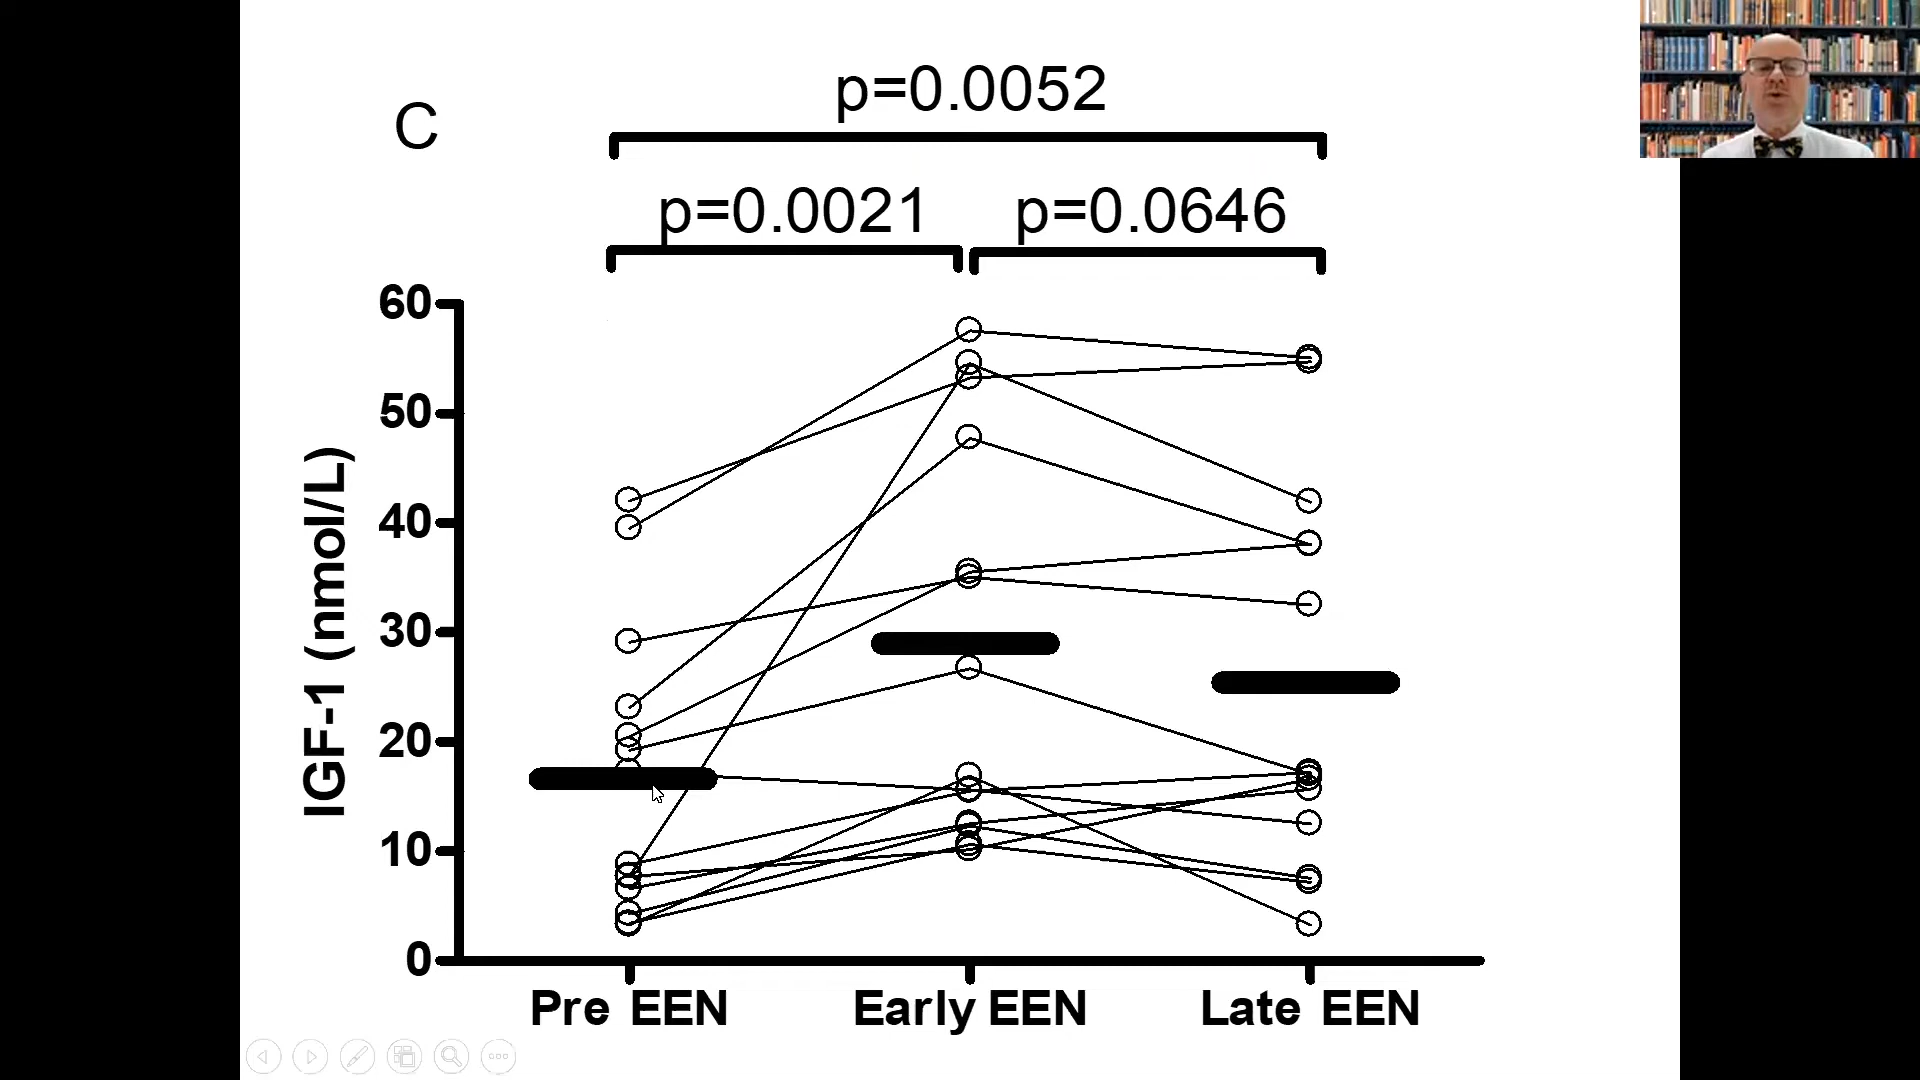 C
p=0.0052
p=0.0021
p=0.0646
60
50
40
30
20
10
0
IGF-1 (nmol/L)
Pre EEN
Early EEN
Late EEN